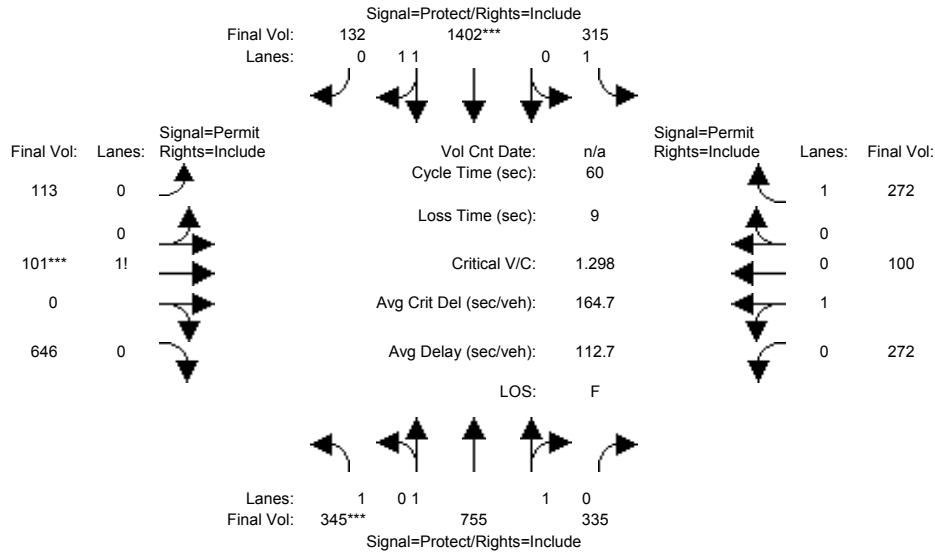 Signal=Protect/Rights=Include
Final Vol: 132 1402*** 315
Lanes: 0 1 1 0 1
Signal=Permit Signal=Permit
Final Vol: Lanes: Rights=Include Vol Cnt Date: n/a Rights=Include Lanes: Final Vol:
Cycle Time (sec): 60
113 0 1 272
Loss Time (sec): 9
0 0
101*** 1! Critical V/C: 1.298 0 100
0 Avg Crit Del (sec/veh): 164.7 1
646 0 Avg Delay (sec/veh): 112.7 0 272
LOS: F
Lanes: 1 0 1 1 0
Final Vol: 345*** 755 335
Signal=Protect/Rights=Include